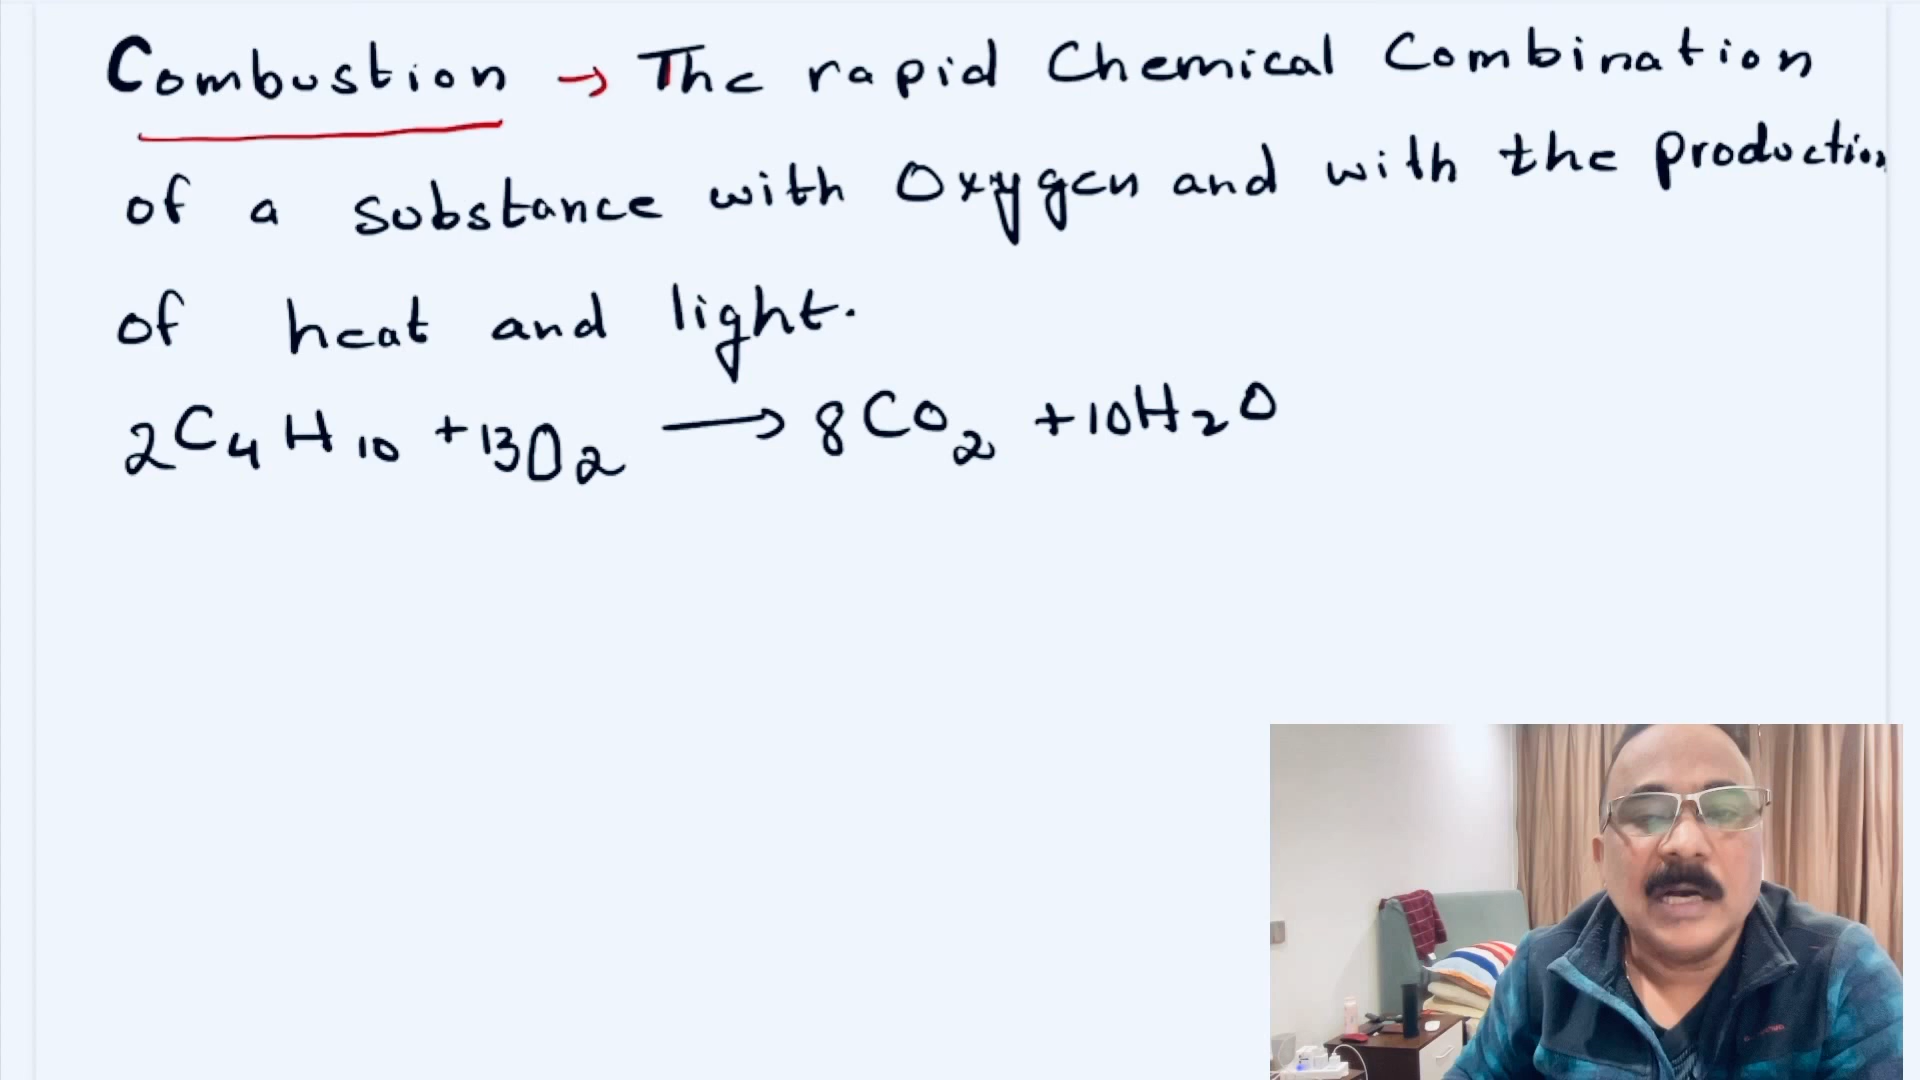 Combustion → The rapid Chemical Combination
of a substance with Oxygen and with the production
of heat and light.
2C₄H₁₀ + 13O₂ ⟶ 8CO₂ + 10H₂O